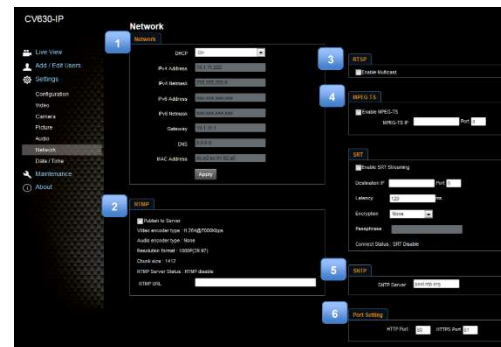 CV630-IP
Live View
Add / Edit Users
Settings
Configuration
Video
Camera
Picture
Audio
Network
Date / Time
Maintenance
About
Network
1
Network
DHCP
IPv4 Address
IPv4 Netmask
IPv6 Address
IPv6 Netmask
Gateway
DNS
MAC Address
Apply
2
RTMP
Publish to Server
Video encoder type : H.264@7000Kbps
Audio encoder type : None
Resolution format : 1080P(29.97)
Chunk size : 1412
RTMP Server Status : RTMP disable
RTMP URL
3
RTSP
Enable Multicast
4
MPEG-TS
Enable MPEG-TS
MPEG-TS IP
Port
SRT
Enable SRT Streaming
Destination IP
Port
Latency
120
ms
Encryption
None
Passphrase
Connect Status : SRT Disable
5
SNTP
SNTP Server
pool.ntp.org
6
Port Setting
HTTP Port
HTTPS Port